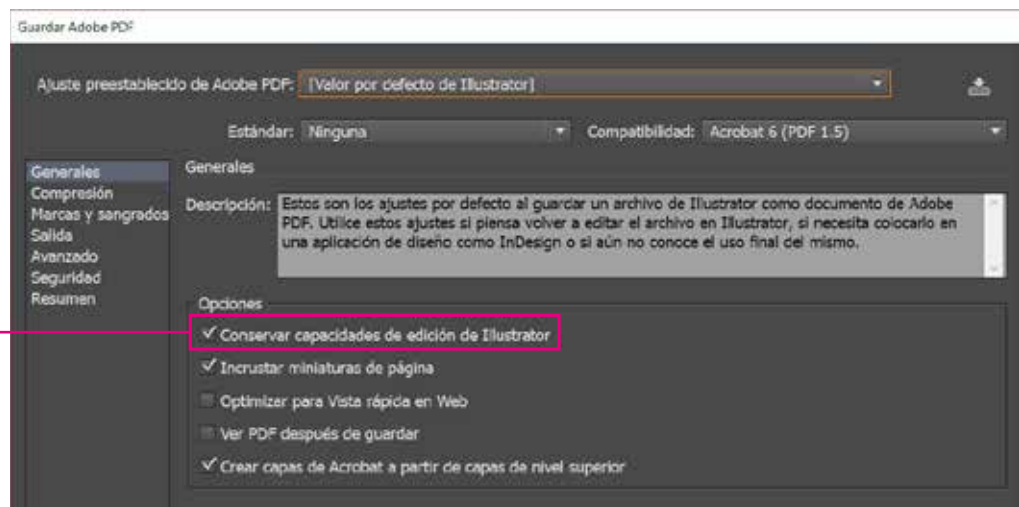 Guardar Adobe PDF
Ajuste preestablecido de Adobe PDF: [Valor por defecto de Illustrator]
Estándar: Ninguna Compatibilidad: Acrobat 6 (PDF 1.5)
Generales
Compresión
Marcas y sangrados
Salida
Avanzado
Seguridad
Resumen
Generales
Descripción: Estos son los ajustes por defecto al guardar un archivo de Illustrator como documento de Adobe
PDF. Utilice estos ajustes si piensa volver a editar el archivo en Illustrator, si necesita colocarlo en
una aplicación de diseño como InDesign o si aún no conoce el uso final del mismo.
Opciones
Conservar capacidades de edición de Illustrator
Incrustar miniaturas de página
Optimizar para Vista rápida en Web
Ver PDF después de guardar
Crear capas de Acrobat a partir de capas de nivel superior